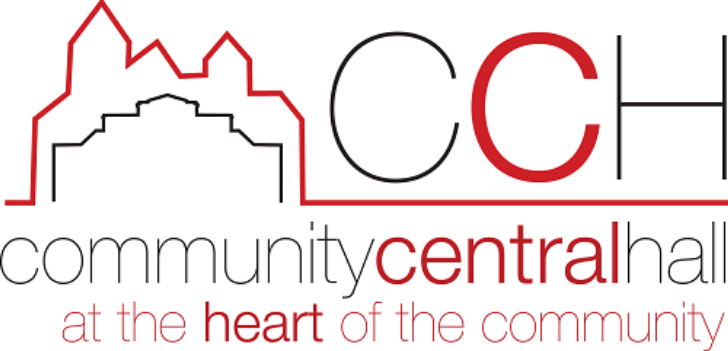 CCH
communitycentralhall
at the heart of the community